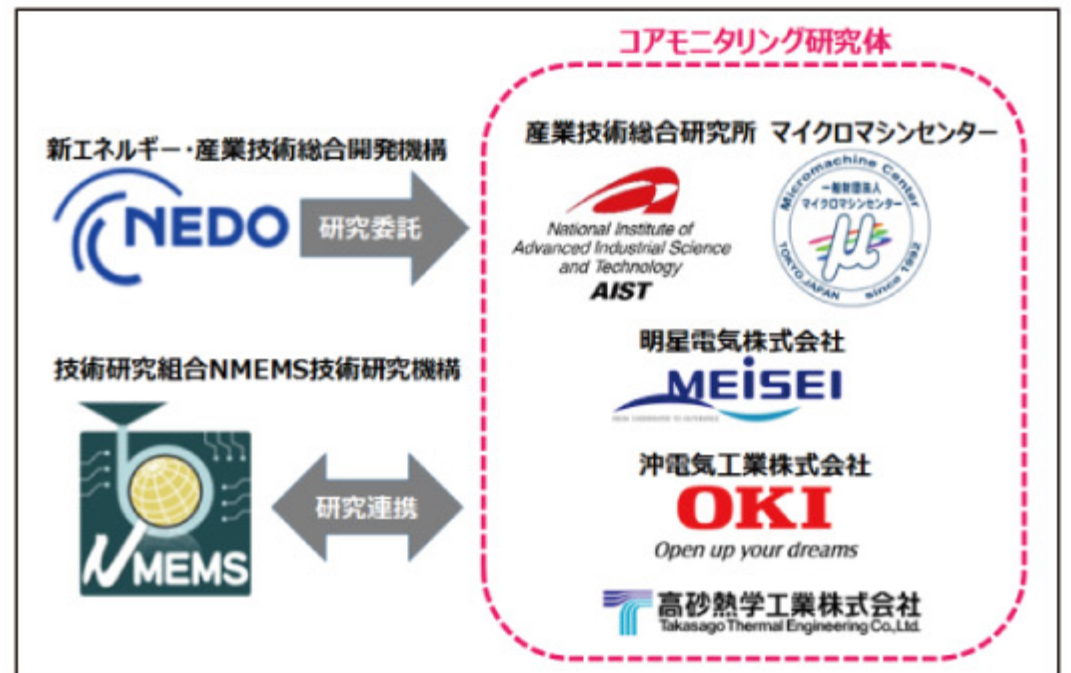 コアモニタリング研究体
新エネルギー・産業技術総合開発機構
NEDO
研究委託
産業技術総合研究所 マイクロマシンセンター
National Institute of
Advanced Industrial Science
and Technology
AIST
Micromachine Center
一般財団法人
マイクロマシンセンター
μ
TOKYO,JAPAN since 1992
明星電気株式会社
MEiSEI
技術研究組合NMEMS技術研究機構
NMEMS
研究連携
沖電気工業株式会社
OKI
Open up your dreams
高砂熱学工業株式会社
Takasago Thermal Engineering Co.,Ltd.